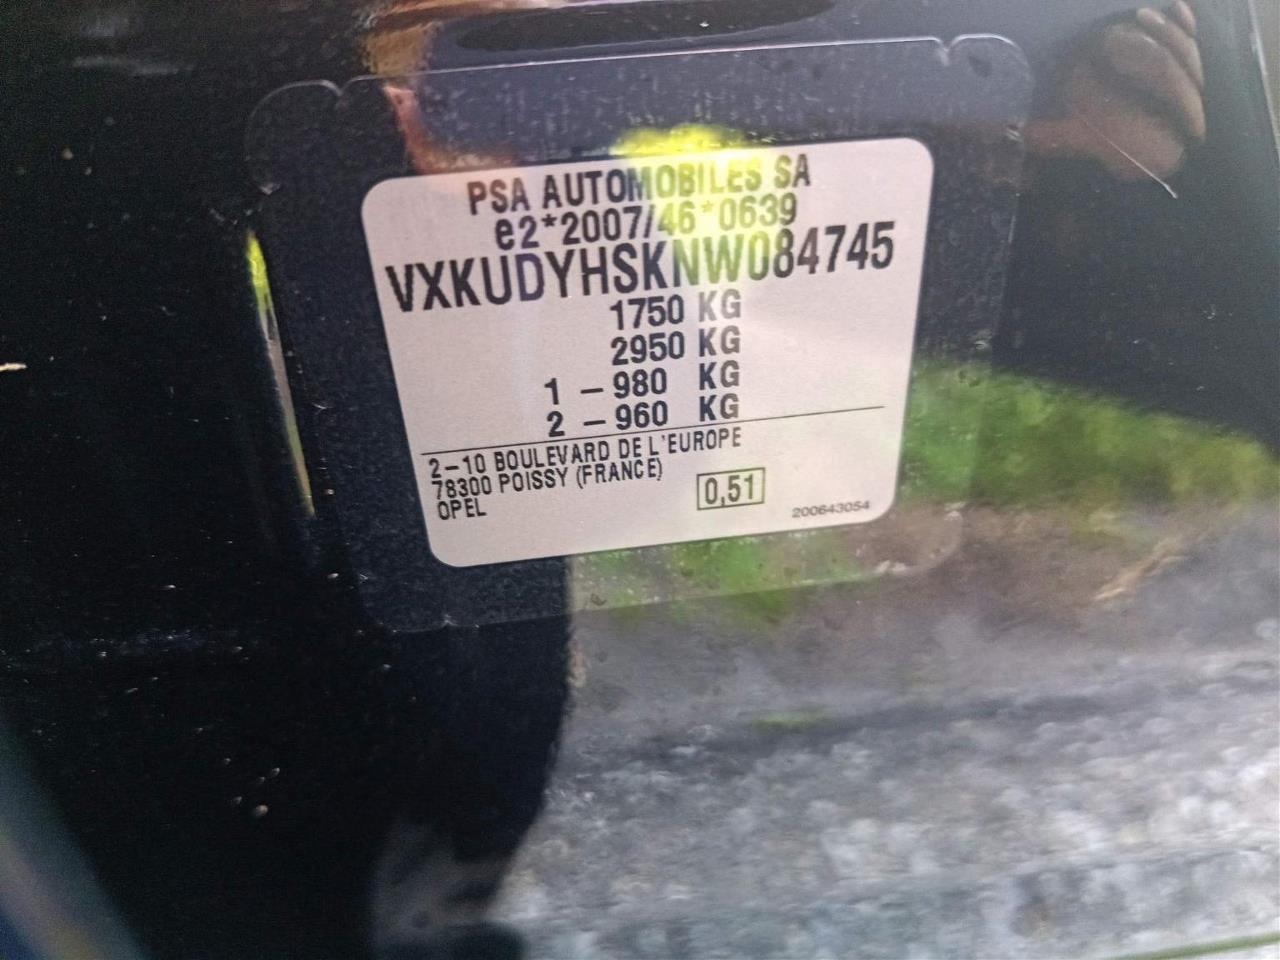 PSA AUTOMOBILES SA
e2*2007/46*0639
VXKUDYHSKNW084745
1750 KG
2950 KG
1 – 980 KG
2 – 960 KG
2–10 BOULEVARD DE L'EUROPE
78300 POISSY (FRANCE)
OPEL
0,51
200643054